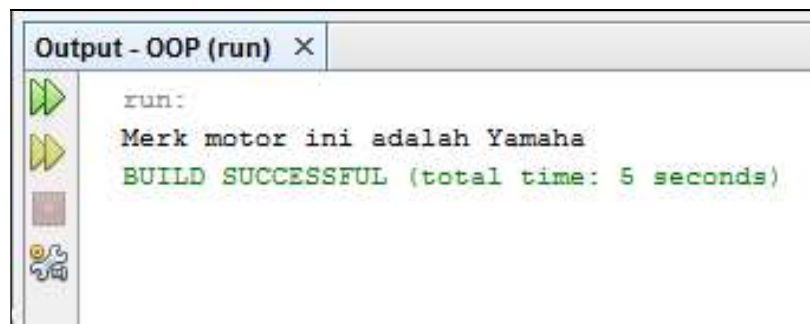 Output - OOP (run) ×
run:
Merk motor ini adalah Yamaha
BUILD SUCCESSFUL (total time: 5 seconds)